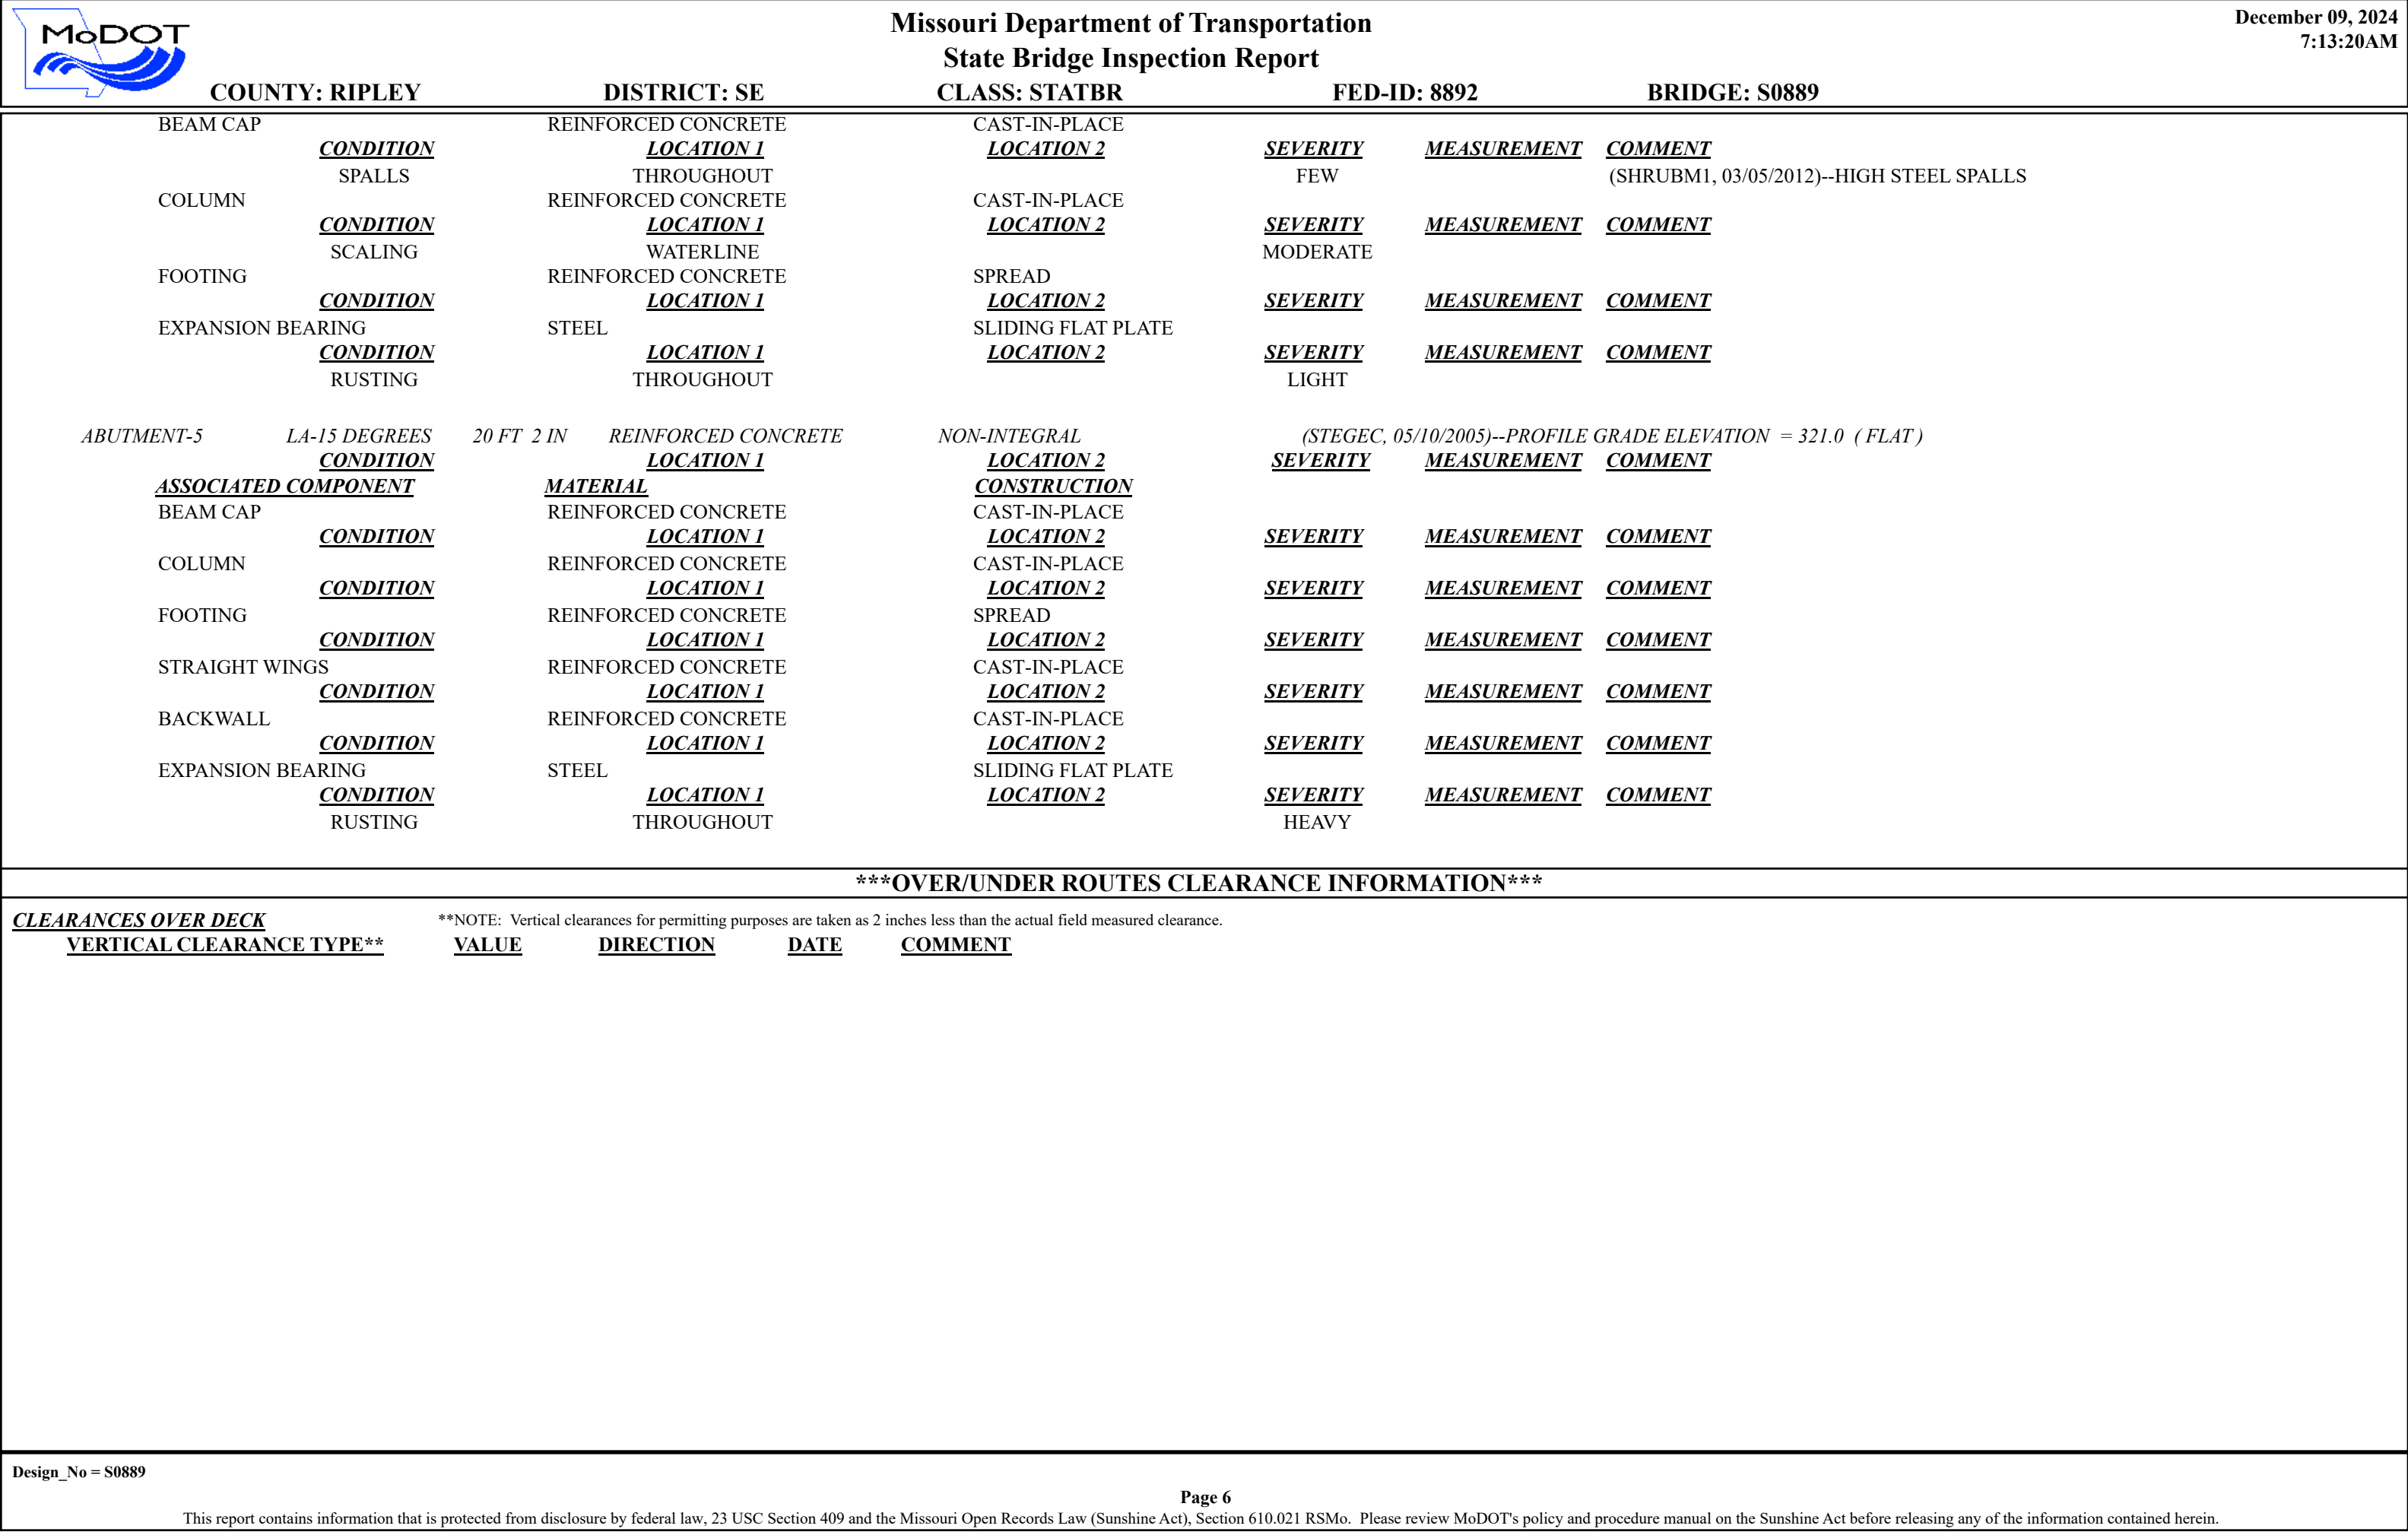 MoDOT
Missouri Department of Transportation
State Bridge Inspection Report
December 09, 2024
7:13:20AM
COUNTY: RIPLEY DISTRICT: SE CLASS: STATBR FED-ID: 8892 BRIDGE: S0889
BEAM CAP REINFORCED CONCRETE CAST-IN-PLACE
CONDITION LOCATION 1 LOCATION 2 SEVERITY MEASUREMENT COMMENT
SPALLS THROUGHOUT FEW (SHRUBM1, 03/05/2012)--HIGH STEEL SPALLS
COLUMN REINFORCED CONCRETE CAST-IN-PLACE
CONDITION LOCATION 1 LOCATION 2 SEVERITY MEASUREMENT COMMENT
SCALING WATERLINE MODERATE
FOOTING REINFORCED CONCRETE SPREAD
CONDITION LOCATION 1 LOCATION 2 SEVERITY MEASUREMENT COMMENT
EXPANSION BEARING STEEL SLIDING FLAT PLATE
CONDITION LOCATION 1 LOCATION 2 SEVERITY MEASUREMENT COMMENT
RUSTING THROUGHOUT LIGHT
ABUTMENT-5 LA-15 DEGREES 20 FT 2 IN REINFORCED CONCRETE NON-INTEGRAL (STEGEC, 05/10/2005)--PROFILE GRADE ELEVATION = 321.0 ( FLAT )
CONDITION LOCATION 1 LOCATION 2 SEVERITY MEASUREMENT COMMENT
ASSOCIATED COMPONENT MATERIAL CONSTRUCTION
BEAM CAP REINFORCED CONCRETE CAST-IN-PLACE
CONDITION LOCATION 1 LOCATION 2 SEVERITY MEASUREMENT COMMENT
COLUMN REINFORCED CONCRETE CAST-IN-PLACE
CONDITION LOCATION 1 LOCATION 2 SEVERITY MEASUREMENT COMMENT
FOOTING REINFORCED CONCRETE SPREAD
CONDITION LOCATION 1 LOCATION 2 SEVERITY MEASUREMENT COMMENT
STRAIGHT WINGS REINFORCED CONCRETE CAST-IN-PLACE
CONDITION LOCATION 1 LOCATION 2 SEVERITY MEASUREMENT COMMENT
BACKWALL REINFORCED CONCRETE CAST-IN-PLACE
CONDITION LOCATION 1 LOCATION 2 SEVERITY MEASUREMENT COMMENT
EXPANSION BEARING STEEL SLIDING FLAT PLATE
CONDITION LOCATION 1 LOCATION 2 SEVERITY MEASUREMENT COMMENT
RUSTING THROUGHOUT HEAVY
***OVER/UNDER ROUTES CLEARANCE INFORMATION***
CLEARANCES OVER DECK **NOTE: Vertical clearances for permitting purposes are taken as 2 inches less than the actual field measured clearance.
VERTICAL CLEARANCE TYPE** VALUE DIRECTION DATE COMMENT
Design_No = S0889
Page 6
This report contains information that is protected from disclosure by federal law, 23 USC Section 409 and the Missouri Open Records Law (Sunshine Act), Section 610.021 RSMo. Please review MoDOT's policy and procedure manual on the Sunshine Act before releasing any of the information contained herein.